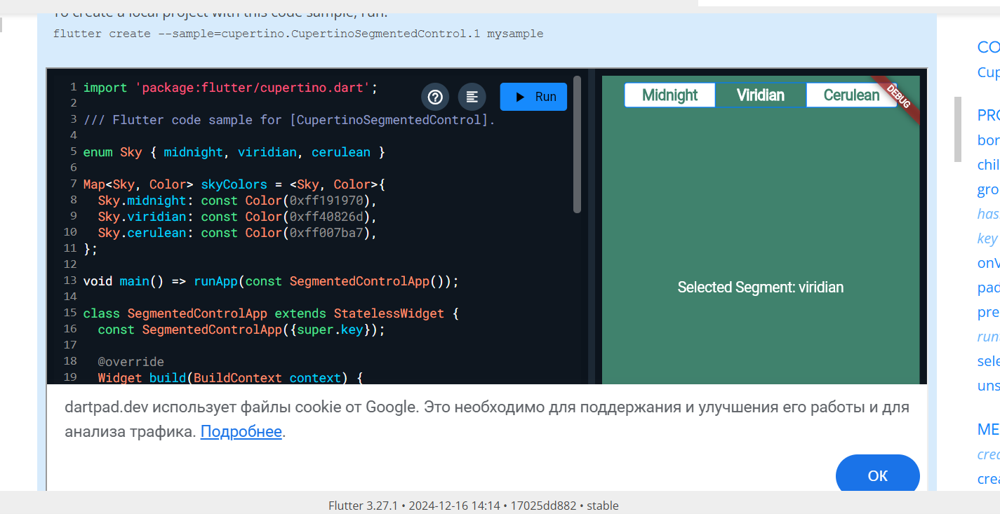 To create a local project with this code sample, run:
flutter create --sample=cupertino.CupertinoSegmentedControl.1 mysample
1 import 'package:flutter/cupertino.dart';
2
3 /// Flutter code sample for [CupertinoSegmentedControl].
4
5 enum Sky { midnight, viridian, cerulean }
6
7 Map<Sky, Color> skyColors = <Sky, Color>{
8 Sky.midnight: const Color(0xff191970),
9 Sky.viridian: const Color(0xff40826d),
10 Sky.cerulean: const Color(0xff007ba7),
11 };
12
13 void main() => runApp(const SegmentedControlApp());
14
15 class SegmentedControlApp extends StatelessWidget {
16 const SegmentedControlApp({super.key});
17
18 @override
19 Widget build(BuildContext context) {
Run
Midnight Viridian Cerulean
DEBUG
Selected Segment: viridian
dartpad.dev использует файлы cookie от Google. Это необходимо для поддержания и улучшения его работы и для
анализа трафика. Подробнее.
ОК
CO
Cup
PRO
bor
chil
gro
has
key
onV
pad
pre
run
sele
uns
ME
crea
crea
Flutter 3.27.1 • 2024-12-16 14:14 • 17025dd882 • stable